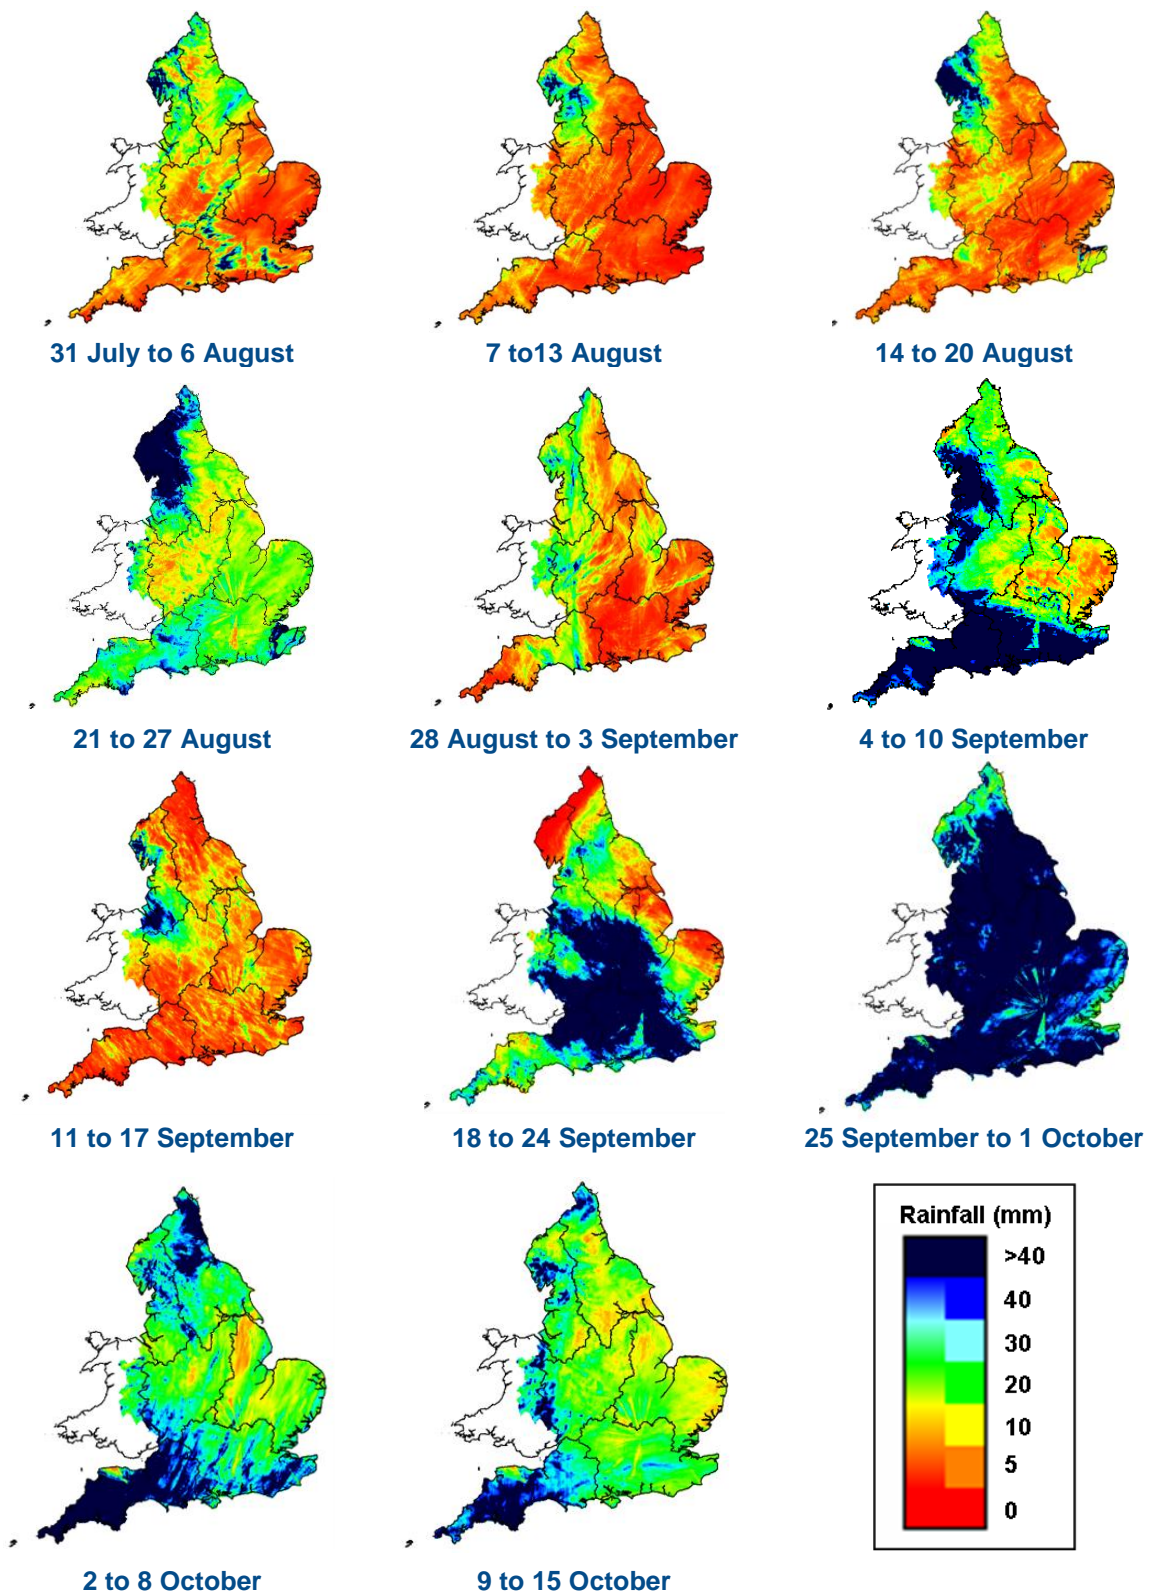 31 July to 6 August
7 to13 August
14 to 20 August
21 to 27 August
28 August to 3 September
4 to 10 September
11 to 17 September
18 to 24 September
25 September to 1 October
2 to 8 October
9 to 15 October
Rainfall (mm)
>40
40
30
20
10
5
0